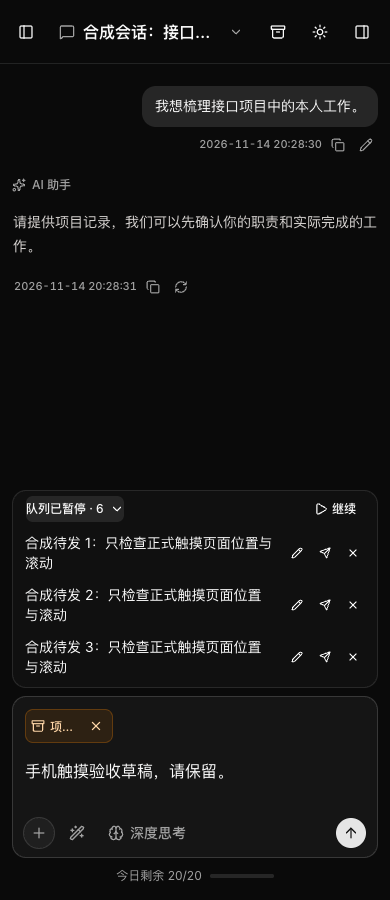 合成会话：接口...
我想梳理接口项目中的本人工作。
2026-11-14 20:28:30
AI 助手
请提供项目记录，我们可以先确认你的职责和实际完成的工
作。
2026-11-14 20:28:31
队列已暂停 · 6
继续
合成待发 1：只检查正式触摸页面位置与
滚动
合成待发 2：只检查正式触摸页面位置
与滚动
合成待发 3：只检查正式触摸页面位置
与滚动
项...
手机触摸验收草稿，请保留。
深度思考
今日剩余 20/20